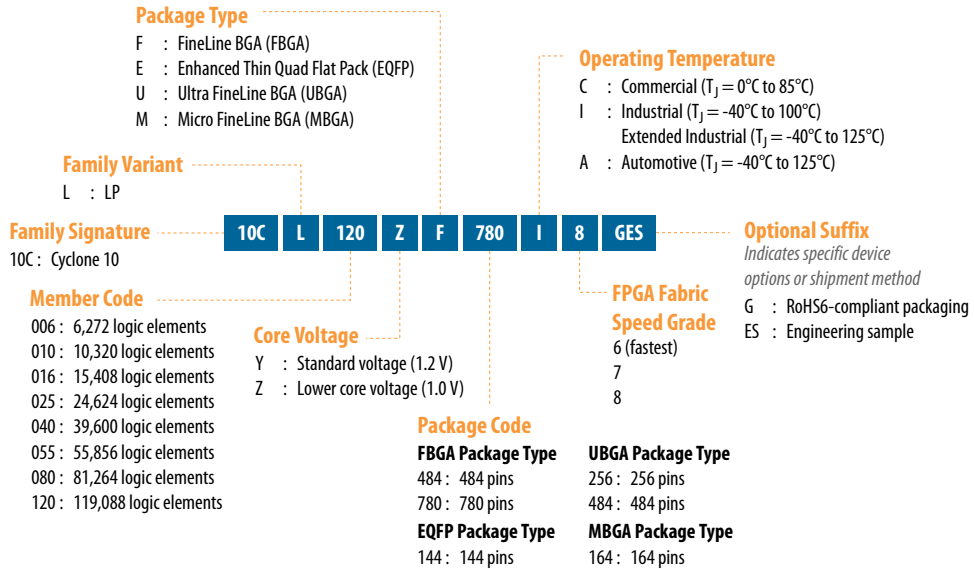 Package Type
F : FineLine BGA (FBGA)
E : Enhanced Thin Quad Flat Pack (EQFP)
U : Ultra FineLine BGA (UBGA)
M : Micro FineLine BGA (MBGA)
Operating Temperature
C : Commercial (TJ = 0°C to 85°C)
I : Industrial (TJ = -40°C to 100°C)
Extended Industrial (TJ = -40°C to 125°C)
A : Automotive (TJ = -40°C to 125°C)
Family Variant
L : LP
Family Signature
10C : Cyclone 10
10C L 120 Z F 780 I 8 GES
Optional Suffix
Indicates specific device
options or shipment method
G : RoHS6-compliant packaging
ES : Engineering sample
Member Code
006 : 6,272 logic elements
010 : 10,320 logic elements
016 : 15,408 logic elements
025 : 24,624 logic elements
040 : 39,600 logic elements
055 : 55,856 logic elements
080 : 81,264 logic elements
120 : 119,088 logic elements
Core Voltage
Y : Standard voltage (1.2 V)
Z : Lower core voltage (1.0 V)
FPGA Fabric
Speed Grade
6 (fastest)
7
8
Package Code
FBGA Package Type
484 : 484 pins
780 : 780 pins
EQFP Package Type
144 : 144 pins
UBGA Package Type
256 : 256 pins
484 : 484 pins
MBGA Package Type
164 : 164 pins